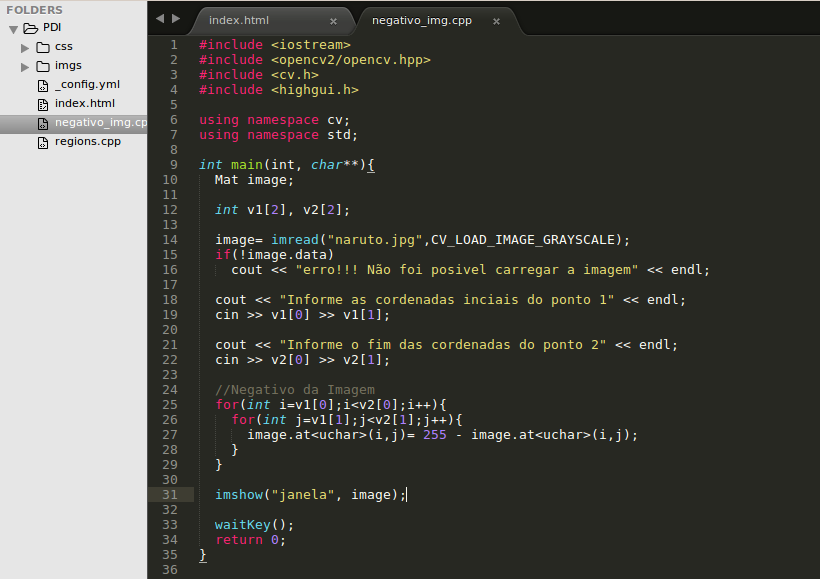 FOLDERS
PDI
css
imgs
_config.yml
index.html
negativo_img.cp
regions.cpp
index.html ×
negativo_img.cpp ×
1 #include <iostream>
2 #include <opencv2/opencv.hpp>
3 #include <cv.h>
4 #include <highgui.h>
5
6 using namespace cv;
7 using namespace std;
8
9 int main(int, char**){
10 Mat image;
11
12 int v1[2], v2[2];
13
14 image= imread("naruto.jpg",CV_LOAD_IMAGE_GRAYSCALE);
15 if(!image.data)
16 cout << "erro!!! Não foi posivel carregar a imagem" << endl;
17
18 cout << "Informe as cordenadas inciais do ponto 1" << endl;
19 cin >> v1[0] >> v1[1];
20
21 cout << "Informe o fim das cordenadas do ponto 2" << endl;
22 cin >> v2[0] >> v2[1];
23
24 //Negativo da Imagem
25 for(int i=v1[0];i<v2[0];i++){
26 for(int j=v1[1];j<v2[1];j++){
27 image.at<uchar>(i,j)= 255 - image.at<uchar>(i,j);
28 }
29 }
30
31 imshow("janela", image);
32
33 waitKey();
34 return 0;
35 }
36